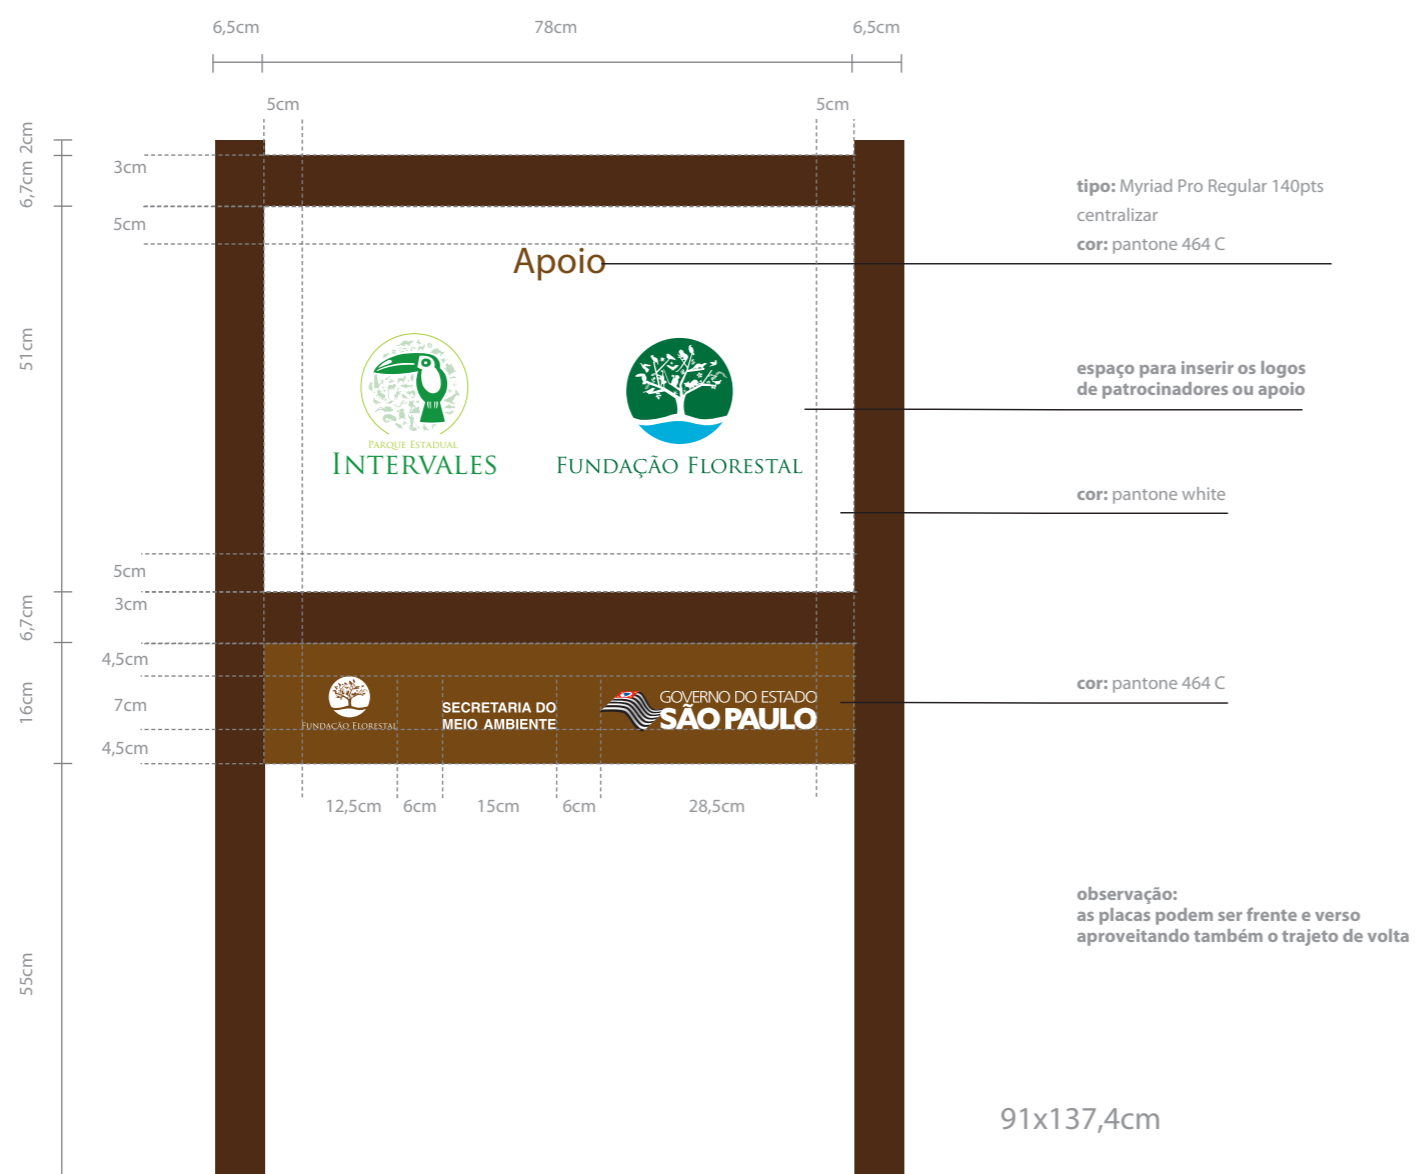 6,5cm
78cm
6,5cm
5cm
5cm
2cm
6,7cm
3cm
5cm
51cm
5cm
3cm
6,7cm
4,5cm
7cm
16cm
4,5cm
55cm
Apoio
PARQUE ESTADUAL
INTERVALES
FUNDAÇÃO FLORESTAL
FUNDAÇÃO FLORESTAL
SECRETARIA DO
MEIO AMBIENTE
GOVERNO DO ESTADO
SÃO PAULO
12,5cm
6cm
15cm
6cm
28,5cm
tipo: Myriad Pro Regular 140pts
centralizar
cor: pantone 464 C
espaço para inserir os logos
de patrocinadores ou apoio
cor: pantone white
cor: pantone 464 C
observação:
as placas podem ser frente e verso
aproveitando também o trajeto de volta
91x137,4cm